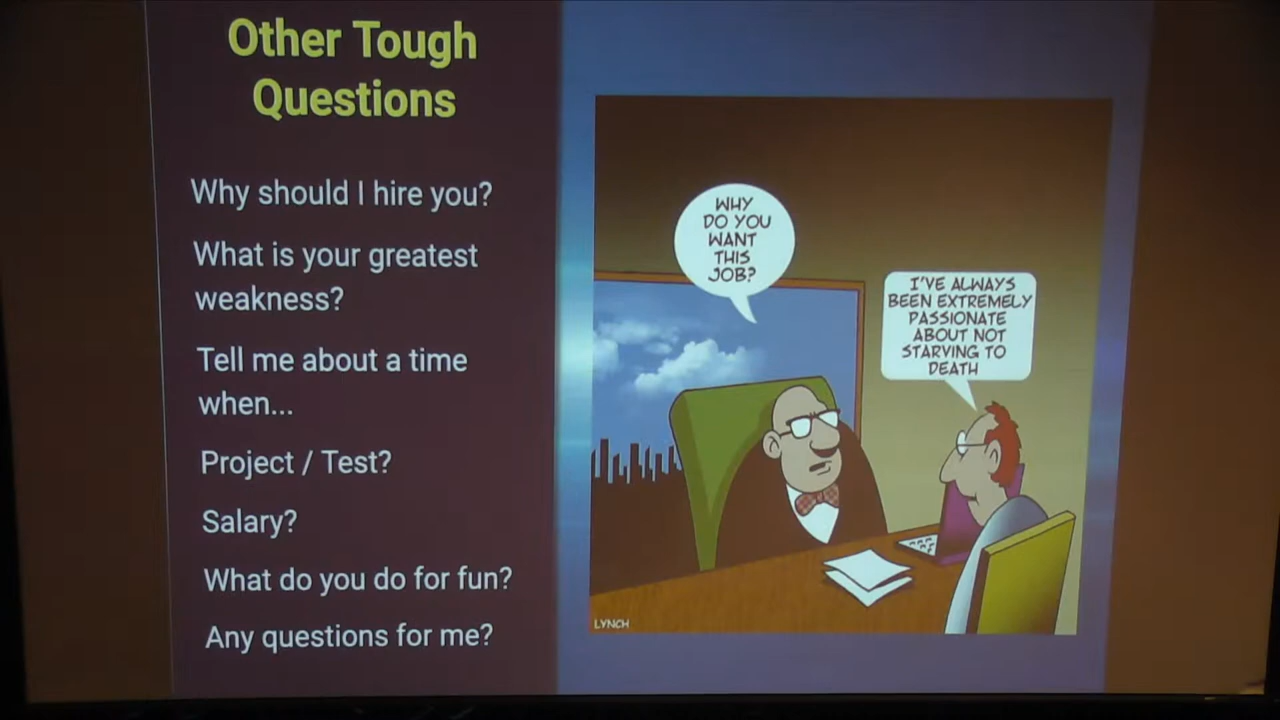 Other Tough
Questions
Why should I hire you?
What is your greatest
weakness?
Tell me about a time
when...
Project / Test?
Salary?
What do you do for fun?
Any questions for me?
WHY
DO YOU
WANT
THIS
JOB?
I'VE ALWAYS
BEEN EXTREMELY
PASSIONATE
ABOUT NOT
STARVING TO
DEATH
LYNCH